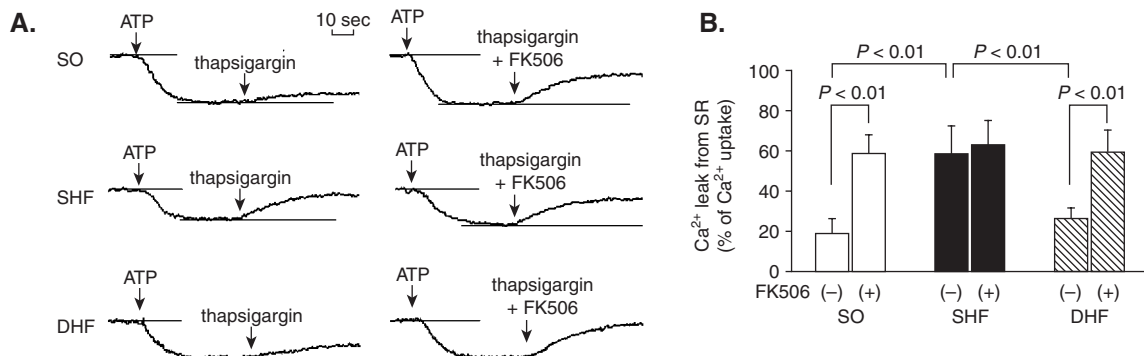 A.
ATP
10 sec
ATP
SO
thapsigargin
thapsigargin
+ FK506
ATP
ATP
SHF
thapsigargin
thapsigargin
+ FK506
ATP
ATP
DHF
thapsigargin
thapsigargin
+ FK506
B.
P < 0.01
P < 0.01
P < 0.01
P < 0.01
Ca²⁺ leak from SR
(% of Ca²⁺ uptake)
100
80
60
40
20
0
FK506 (–) (+) (–) (+) (–) (+)
SO SHF DHF